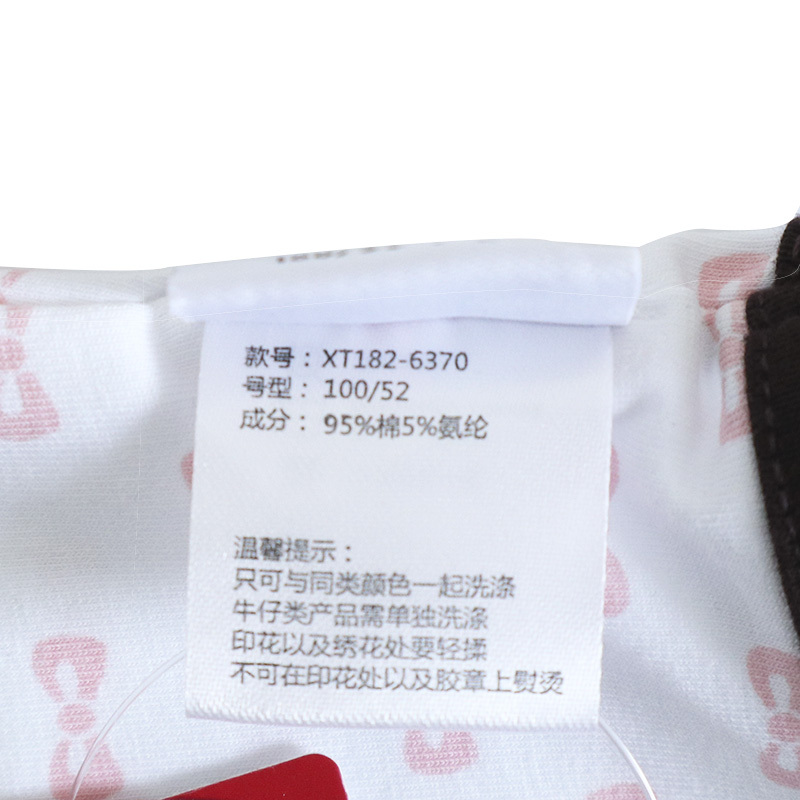 款号：XT182-6370
号型：100/52
成分：95%棉5%氨纶
温馨提示：
只可与同类颜色一起洗涤
牛仔类产品需单独洗涤
印花以及绣花处要轻揉
不可在印花处以及胶章上熨烫